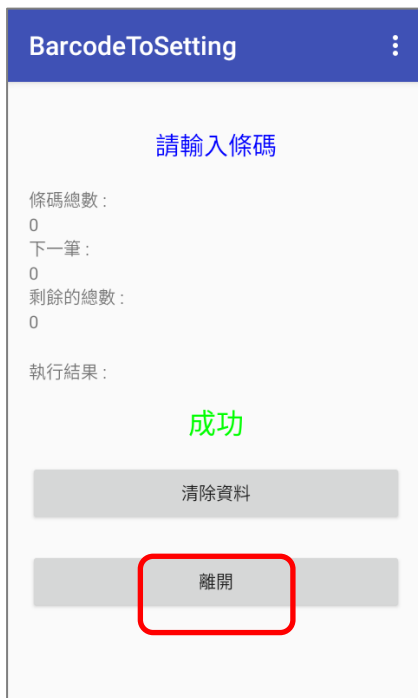 BarcodeToSetting
請輸入條碼
條碼總數 :
0
下一筆 :
0
剩餘的總數 :
0
執行結果 :
成功
清除資料
離開